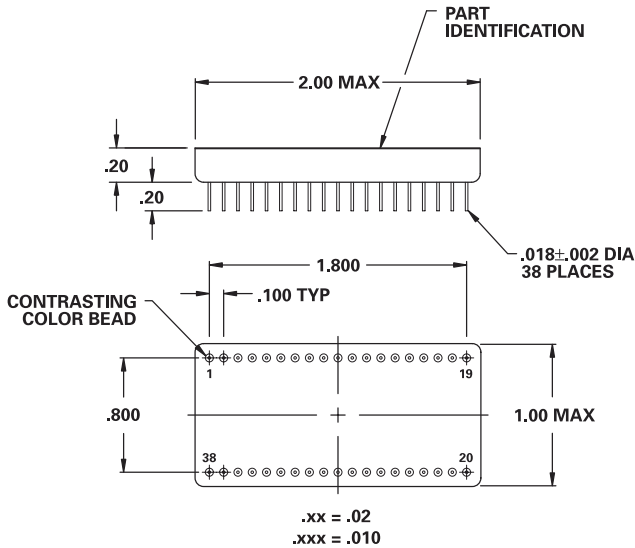 PART
IDENTIFICATION
2.00 MAX
.20
.20
.018±.002 DIA
38 PLACES
1.800
CONTRASTING
COLOR BEAD
.100 TYP
1
19
.800
1.00 MAX
38
20
.xx = .02
.xxx = .010